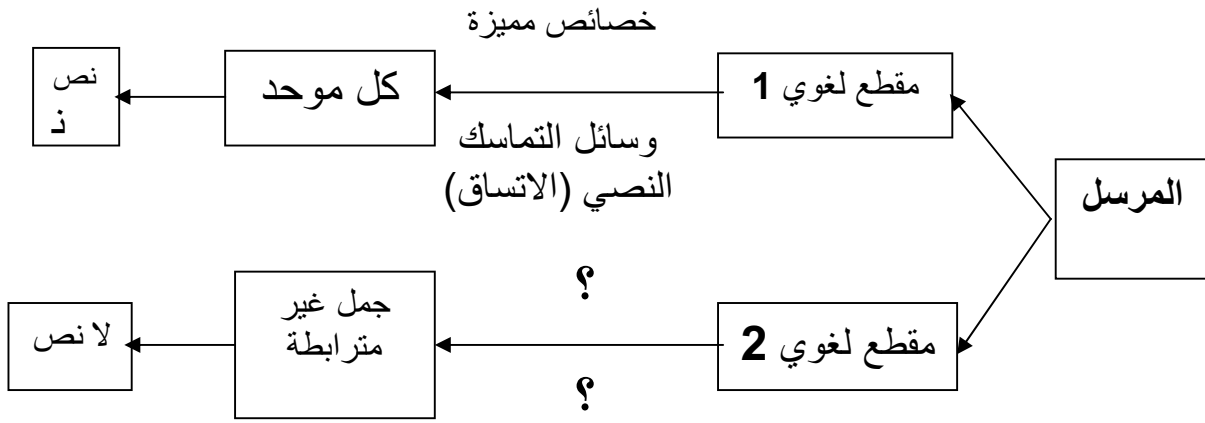 خصائص مميزة
مقطع لغوي 1
كل موحد
نص
ذ
وسائل التماسك
النصي (الاتساق)
المرسل
؟
مقطع لغوي 2
جمل غير
مترابطة
لا نص
؟